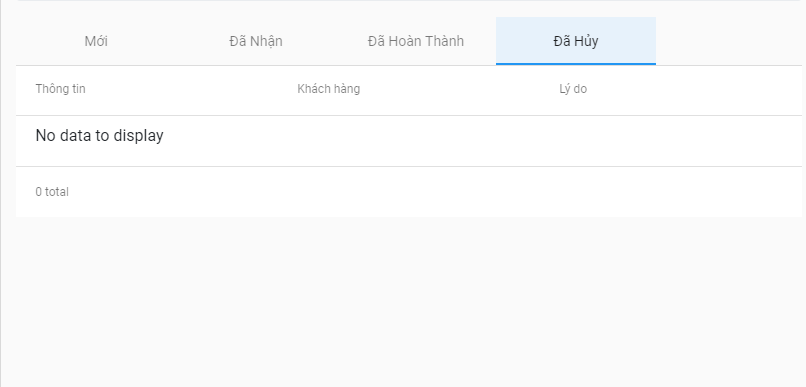 Mới Đã Nhận Đã Hoàn Thành Đã Hủy
Thông tin Khách hàng Lý do
No data to display
0 total